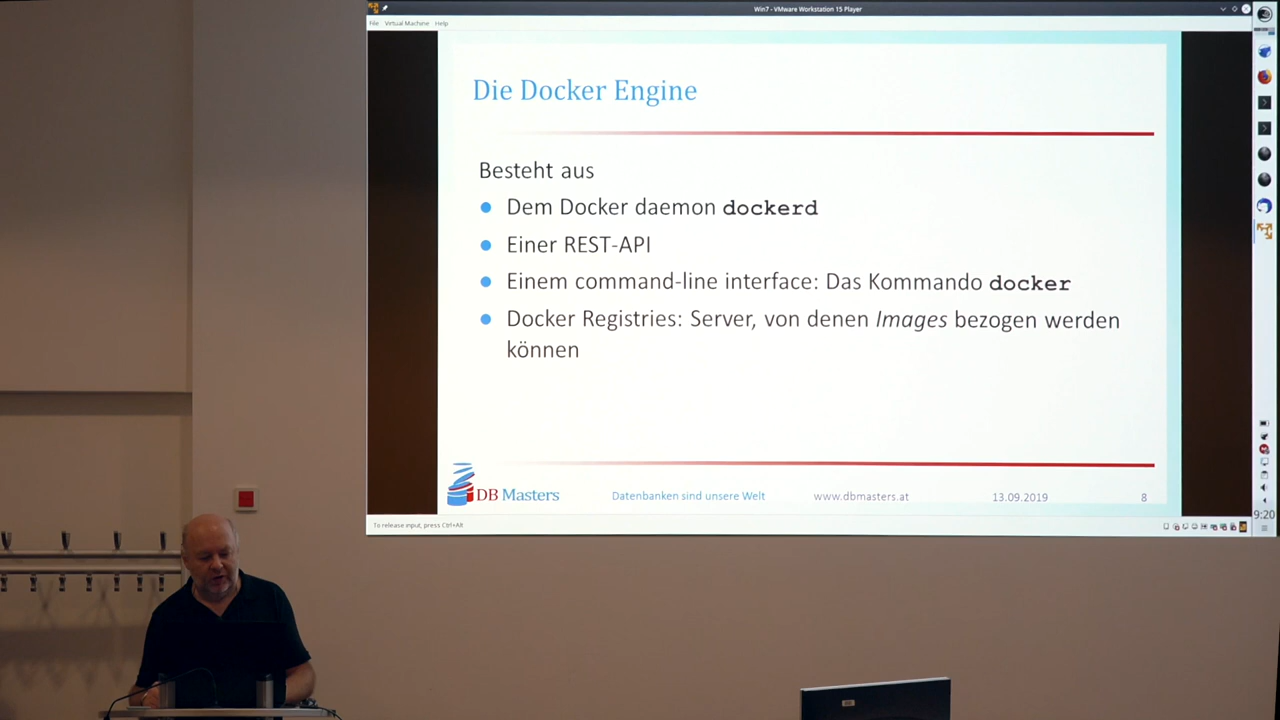 Win7 - VMware Workstation 15 Player
File Virtual Machine Help
Die Docker Engine
Besteht aus
Dem Docker daemon dockerd
Einer REST-API
Einem command-line interface: Das Kommando docker
Docker Registries: Server, von denen Images bezogen werden
können
DB Masters Datenbanken sind unsere Welt www.dbmasters.at 13.09.2019 8
9:20
To release input, press Ctrl+Alt